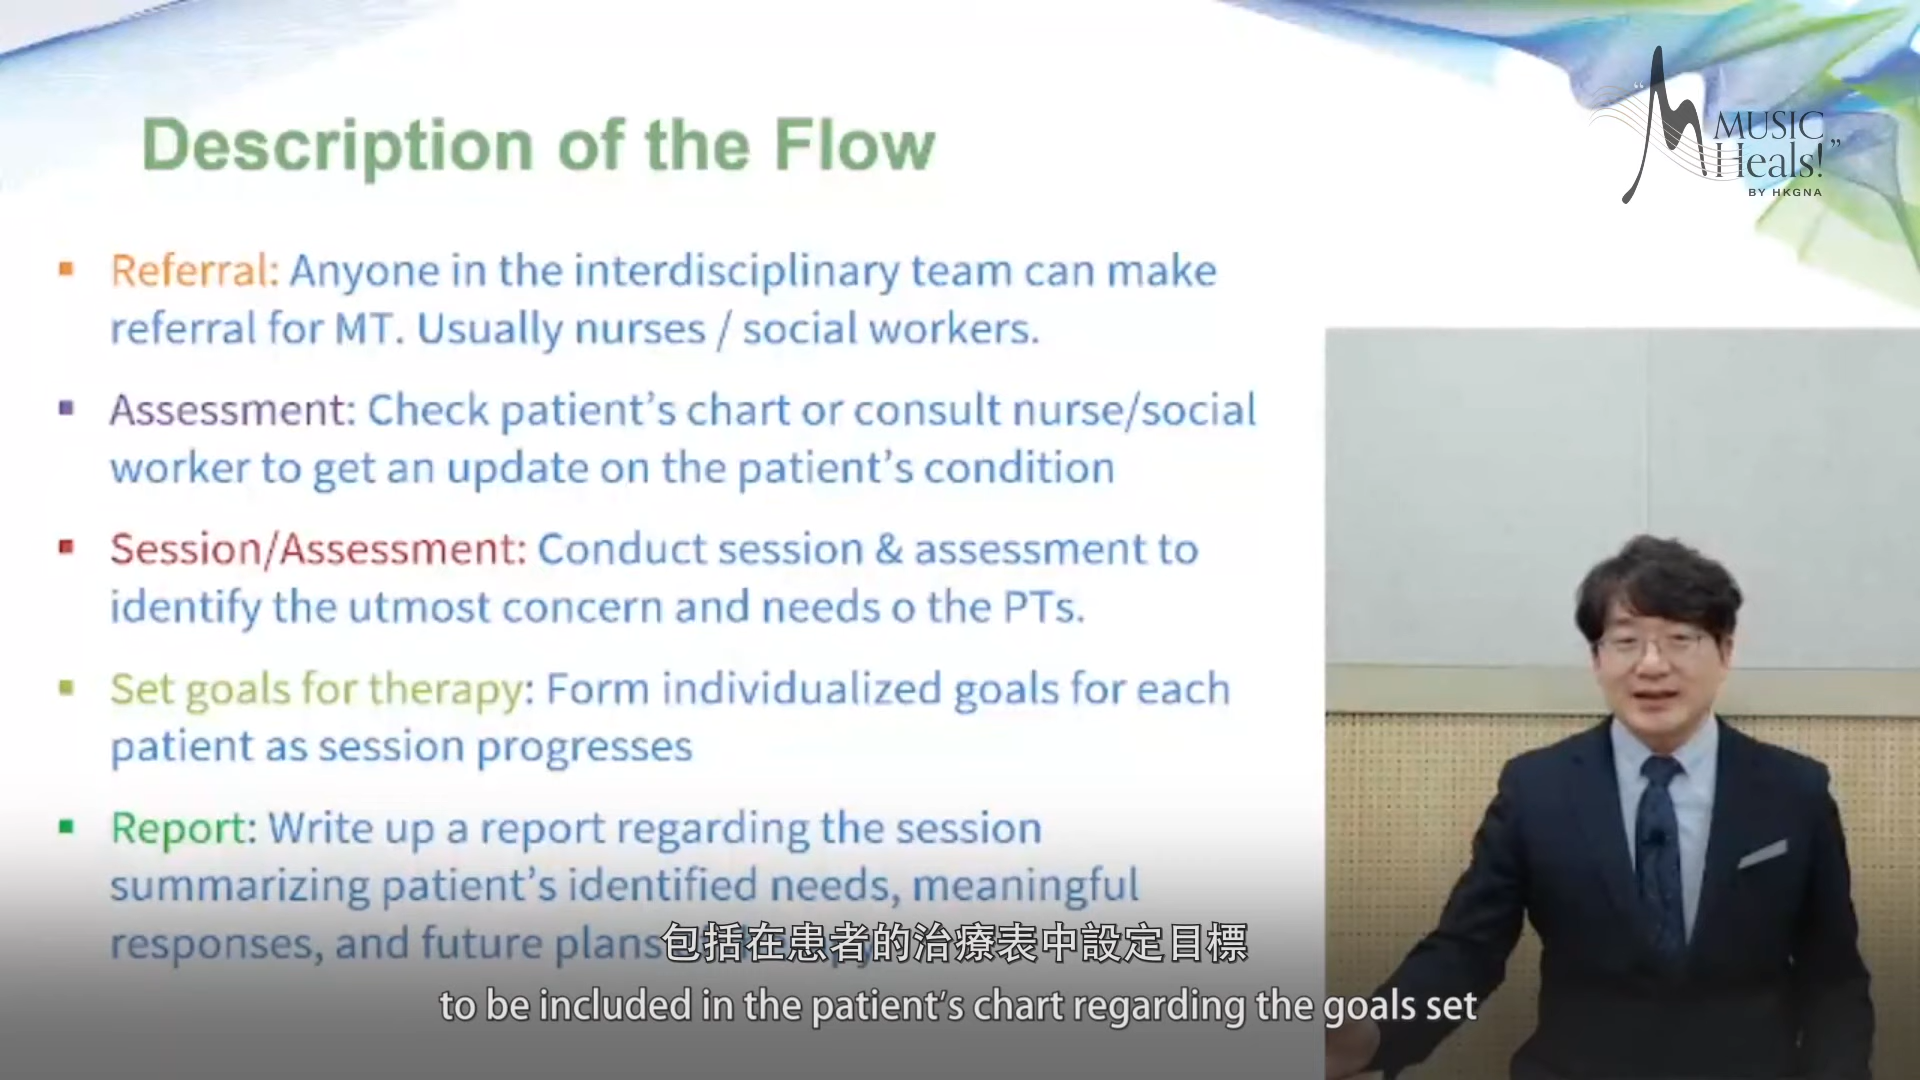 Description of the Flow
"MUSIC
Heals!"
BY HKGNA
▪ Referral: Anyone in the interdisciplinary team can make
referral for MT. Usually nurses / social workers.
▪ Assessment: Check patient's chart or consult nurse/social
worker to get an update on the patient's condition
▪ Session/Assessment: Conduct session & assessment to
identify the utmost concern and needs o the PTs.
▪ Set goals for therapy: Form individualized goals for each
patient as session progresses
▪ Report: Write up a report regarding the session
summarizing patient's identified needs, meaningful
responses, and future plans
包括在患者的治療表中設定目標
to be included in the patient's chart regarding the goals set